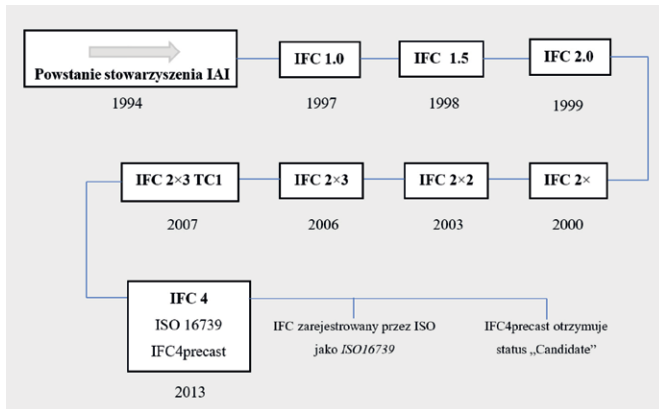 Powstanie stowarzyszenia IAI
1994
IFC 1.0
1997
IFC 1.5
1998
IFC 2.0
1999
IFC 2×
2000
IFC 2×2
2003
IFC 2×3
2006
IFC 2×3 TC1
2007
IFC 4
ISO 16739
IFC4precast
2013
IFC zarejestrowany przez ISO
jako ISO16739
IFC4precast otrzymuje
status „Candidate”